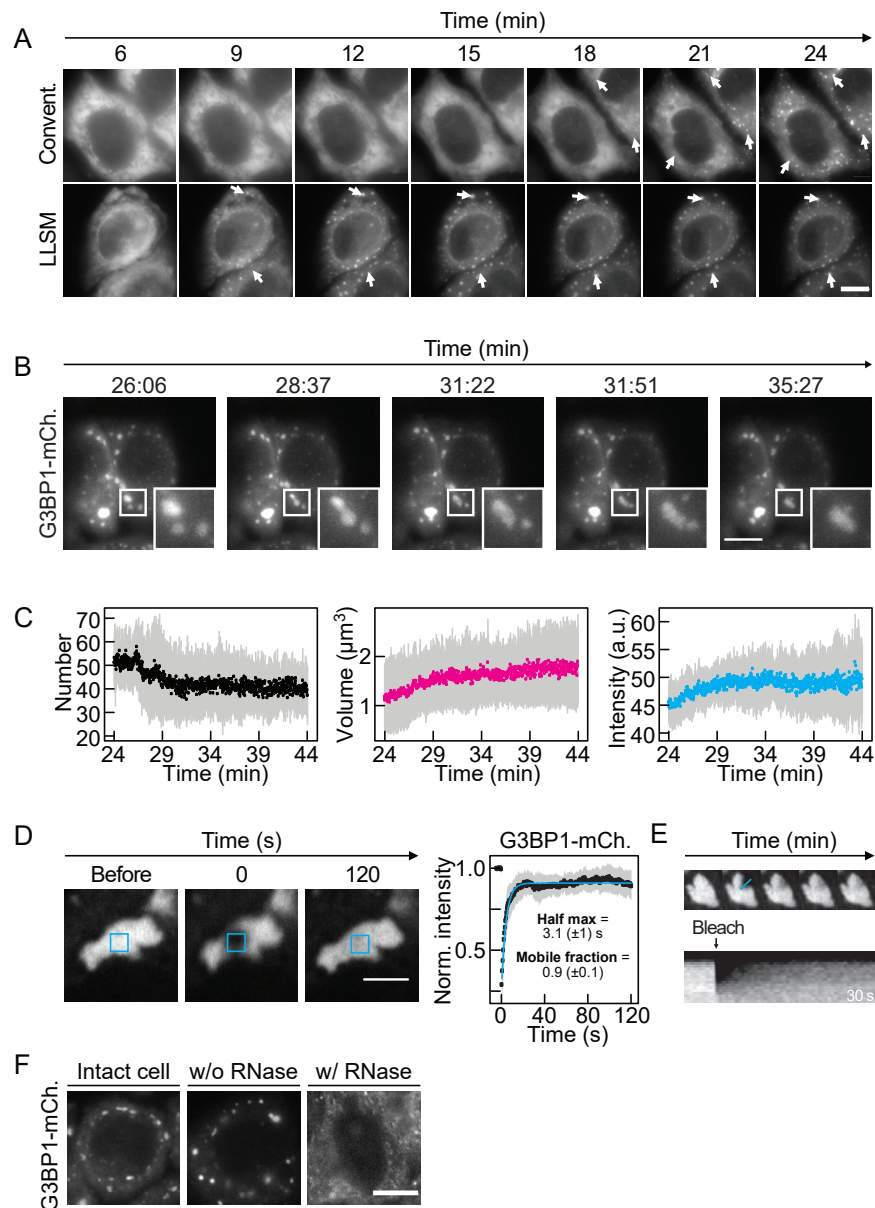 Time (min)
A
6 9 12 15 18 21 24
Convent.
LLSM
Time (min)
B
26:06 28:37 31:22 31:51 35:27
G3BP1-mCh.
C
Number
70
60
50
40
30
20
24 29 34 39 44
Time (min)
Volume (µm³)
2
1
24 29 34 39 44
Time (min)
Intensity (a.u.)
60
55
50
45
40
24 29 34 39 44
Time (min)
D
Time (s)
Before 0 120
G3BP1-mCh.
Norm. intensity
1.0
0.5
Half max =
3.1 (±1) s
Mobile fraction =
0.9 (±0.1)
0 40 80 120
Time (s)
E
Time (min)
Bleach
30 s
F
Intact cell w/o RNase w/ RNase
G3BP1-mCh.